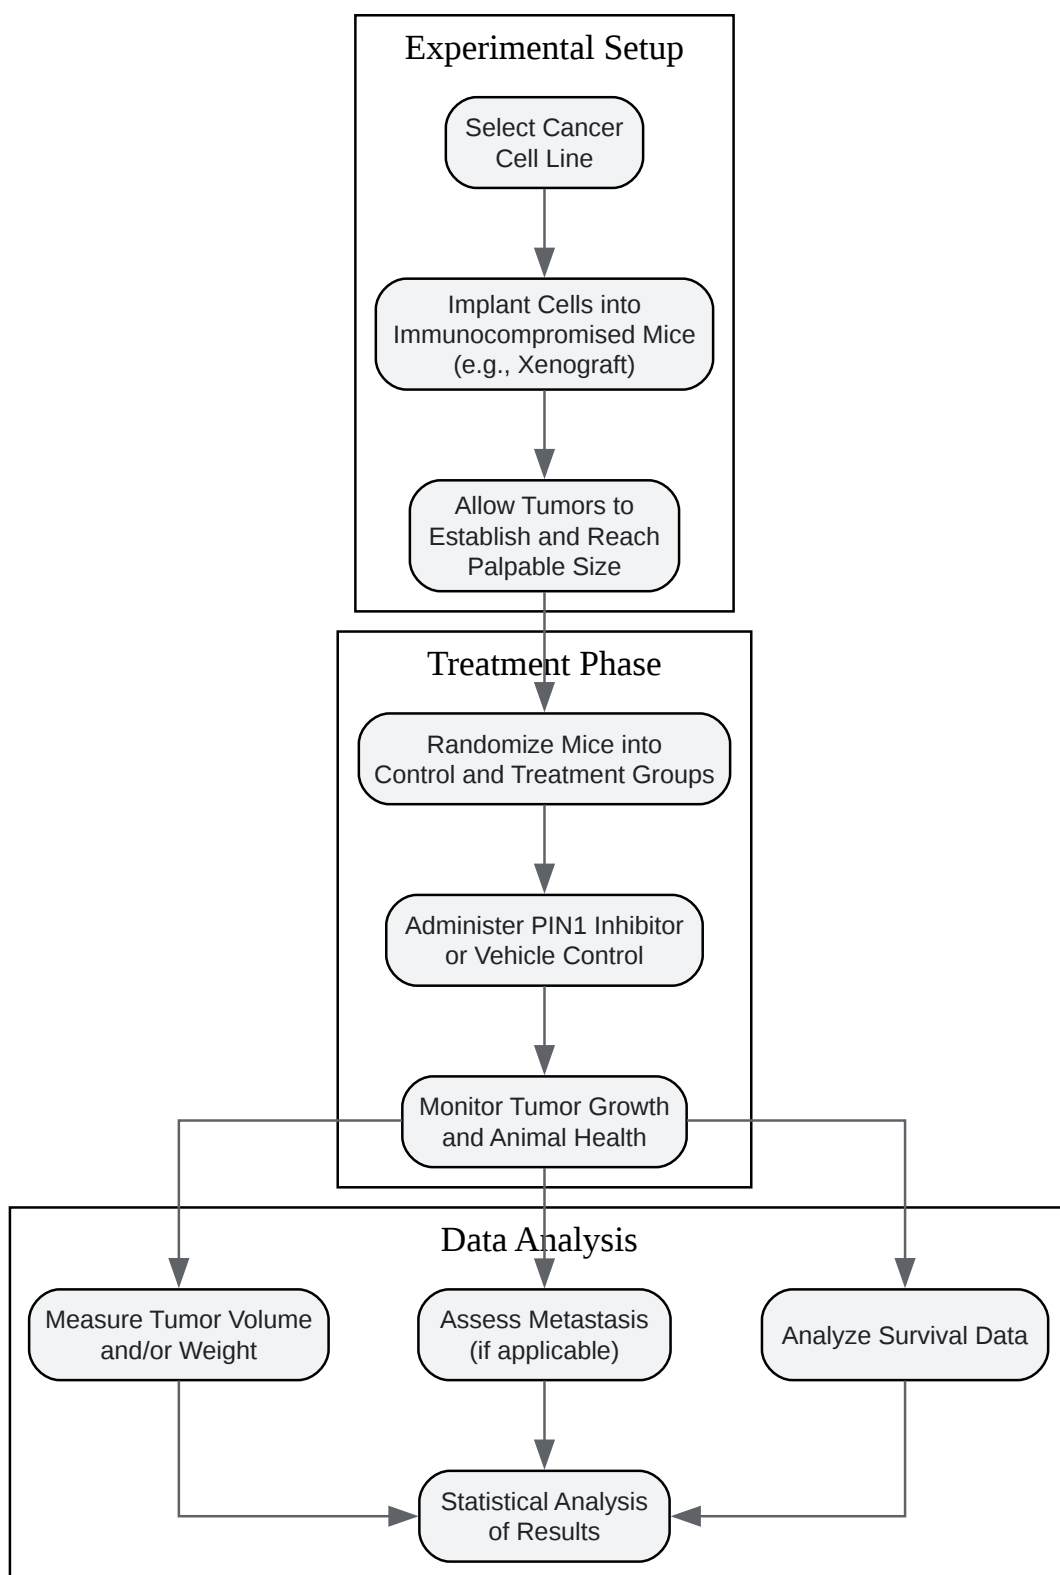 Experimental Setup
Select Cancer
Cell Line
Implant Cells into
Immunocompromised Mice
(e.g., Xenograft)
Allow Tumors to
Establish and Reach
Palpable Size
Treatment Phase
Randomize Mice into
Control and Treatment Groups
Administer PIN1 Inhibitor
or Vehicle Control
Monitor Tumor Growth
and Animal Health
Data Analysis
Measure Tumor Volume
and/or Weight
Assess Metastasis
(if applicable)
Analyze Survival Data
Statistical Analysis
of Results